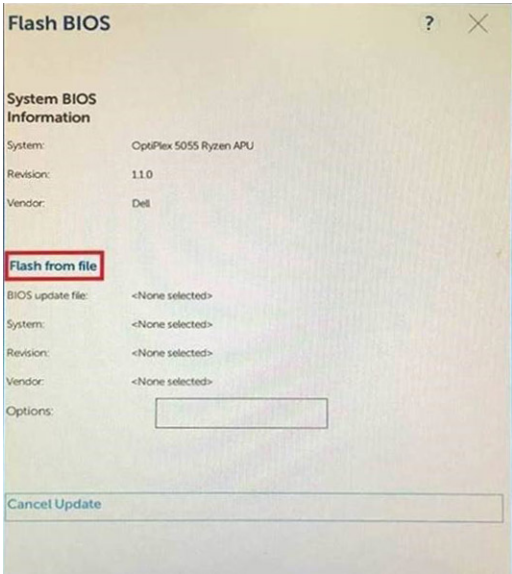 Flash BIOS ?
System BIOS
Information
System: OptiPlex 5055 Ryzen APU
Revision: 1.1.0
Vendor: Dell
Flash from file
BIOS update file: <None selected>
System: <None selected>
Revision: <None selected>
Vendor: <None selected>
Options:
Cancel Update